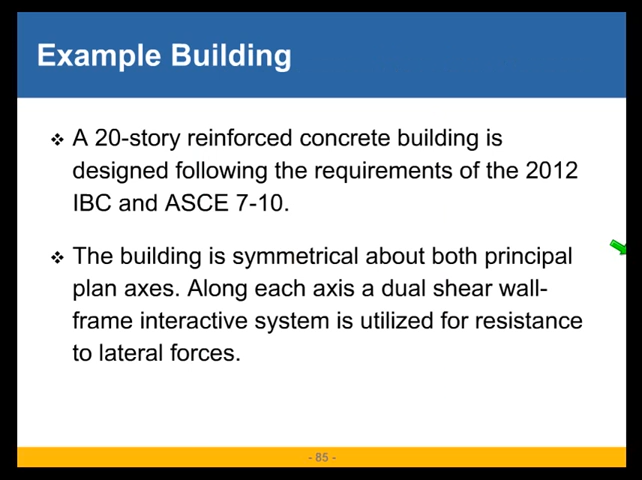 Example Building
❖ A 20-story reinforced concrete building is
designed following the requirements of the 2012
IBC and ASCE 7-10.
❖ The building is symmetrical about both principal
plan axes. Along each axis a dual shear wall-
frame interactive system is utilized for resistance
to lateral forces.
- 85 -